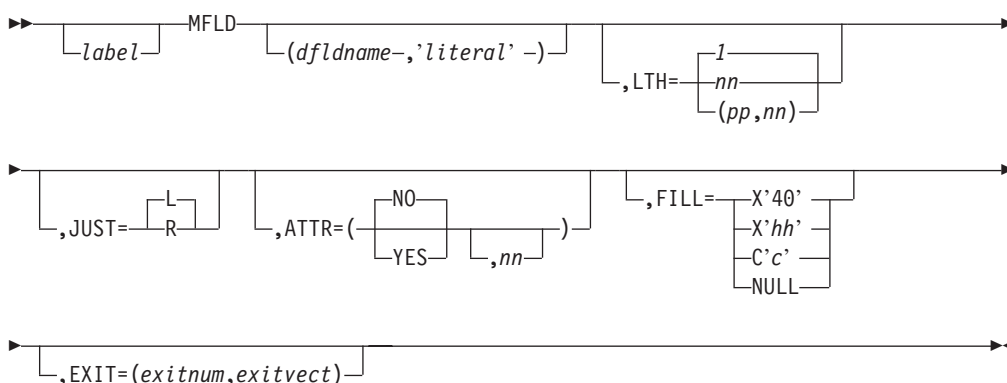 MFLD
label
(dfldname ,'literal' )
,LTH=
1
nn
(pp,nn)
,JUST=
L
R
,ATTR=(
NO
YES
,nn
)
,FILL=
X'40'
X'hh'
C'c'
NULL
,EXIT=(exitnum,exitvect)